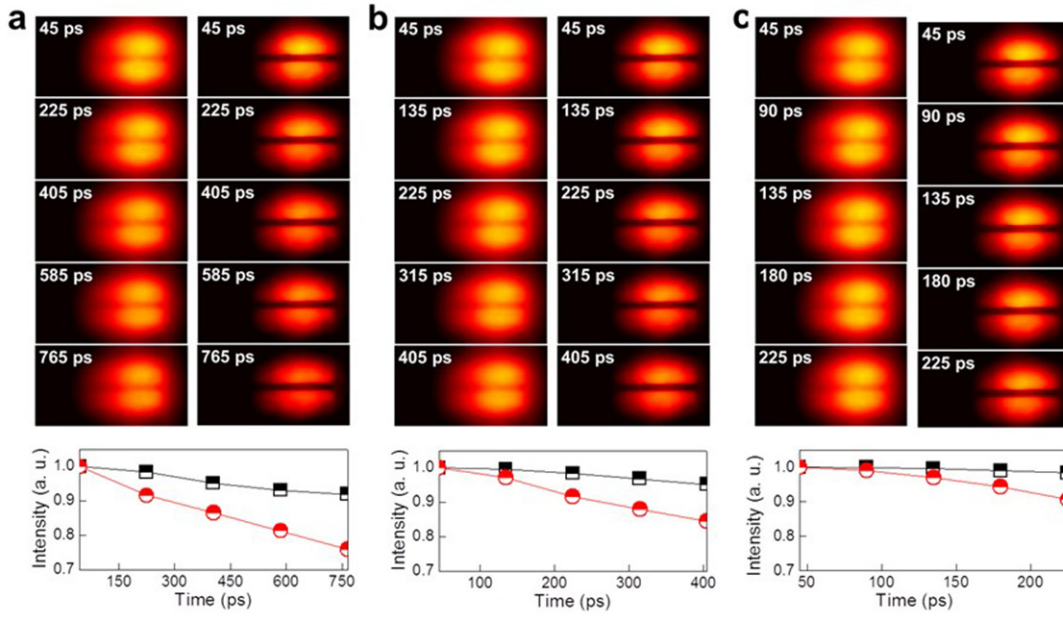 a
45 ps
45 ps
225 ps
225 ps
405 ps
405 ps
585 ps
585 ps
765 ps
765 ps
1.0
0.9
0.8
0.7
Intensity (a. u.)
150 300 450 600 750
Time (ps)
b
45 ps
45 ps
135 ps
135 ps
225 ps
225 ps
315 ps
315 ps
405 ps
405 ps
1.0
0.9
0.8
0.7
Intensity (a. u.)
100 200 300 400
Time (ps)
c
45 ps
45 ps
90 ps
90 ps
135 ps
135 ps
180 ps
180 ps
225 ps
225 ps
1.0
0.9
0.8
0.7
Intensity (a. u.)
50 100 150 200
Time (ps)